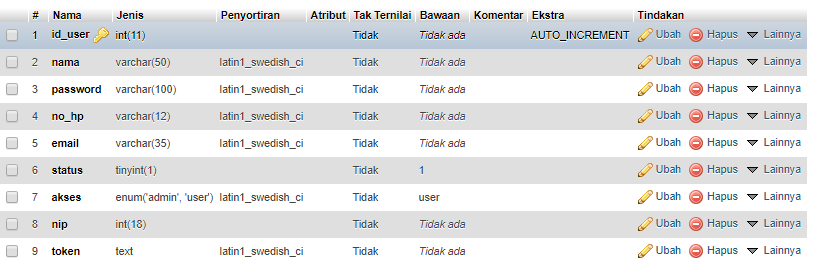 # Nama Jenis Penyortiran Atribut Tak Ternilai Bawaan Komentar Ekstra Tindakan
1 id_user int(11) Tidak Tidak ada AUTO_INCREMENT Ubah Hapus Lainnya
2 nama varchar(50) latin1_swedish_ci Tidak Tidak ada Ubah Hapus Lainnya
3 password varchar(100) latin1_swedish_ci Tidak Tidak ada Ubah Hapus Lainnya
4 no_hp varchar(12) latin1_swedish_ci Tidak Tidak ada Ubah Hapus Lainnya
5 email varchar(35) latin1_swedish_ci Tidak Tidak ada Ubah Hapus Lainnya
6 status tinyint(1) Tidak 1 Ubah Hapus Lainnya
7 akses enum('admin', 'user') latin1_swedish_ci Tidak user Ubah Hapus Lainnya
8 nip int(18) Tidak Tidak ada Ubah Hapus Lainnya
9 token text latin1_swedish_ci Tidak Tidak ada Ubah Hapus Lainnya